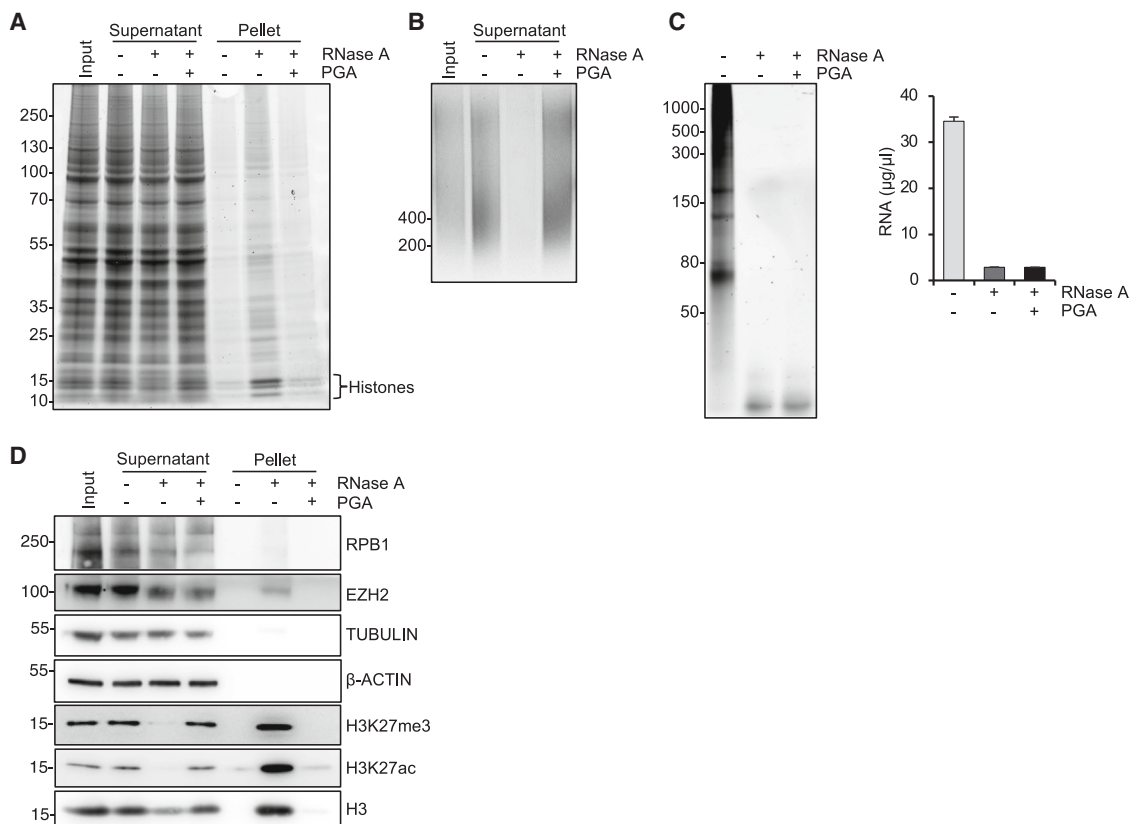 A
Supernatant Pellet
Input - + + - + + RNase A
- - + - - + PGA
250
130
100
70
55
35
25
15
10
Histones
B
Supernatant
Input - + + RNase A
- - + PGA
400
200
C
- + + RNase A
- - + PGA
1000
500
300
150
80
50
RNA (µg/µl)
40
30
20
10
0
- + + RNase A
- - + PGA
D
Supernatant Pellet
Input - + + - + + RNase A
- - + - - + PGA
250 RPB1
100 EZH2
55 TUBULIN
55 β-ACTIN
15 H3K27me3
15 H3K27ac
15 H3